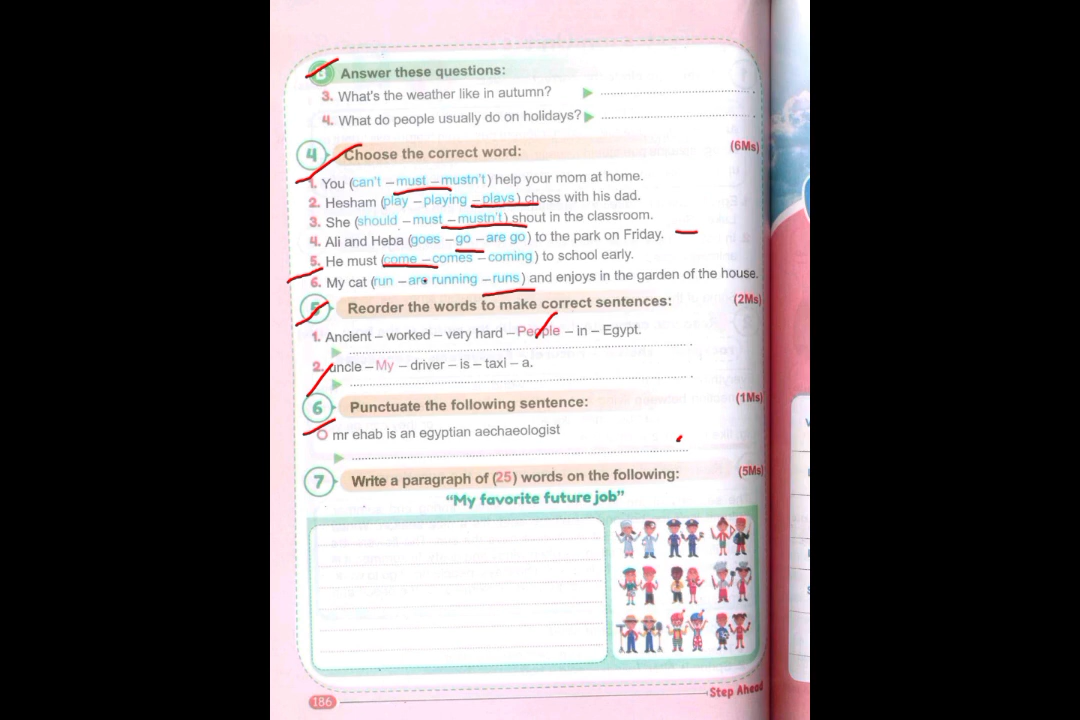 3 Answer these questions:
3. What's the weather like in autumn?
4. What do people usually do on holidays?
4 Choose the correct word: (6Ms)
1. You (can't – must – mustn't) help your mom at home.
2. Hesham (play – playing – plays) chess with his dad.
3. She (should – must – mustn't) shout in the classroom.
4. Ali and Heba (goes – go – are go) to the park on Friday.
5. He must (come – comes – coming) to school early.
6. My cat (run – are running – runs) and enjoys in the garden of the house.
5 Reorder the words to make correct sentences: (2Ms)
1. Ancient – worked – very hard – People – in – Egypt.
2. uncle – My – driver – is – taxi – a.
6 Punctuate the following sentence: (1Ms)
mr ehab is an egyptian aechaeologist
7 Write a paragraph of (25) words on the following: (5Ms)
"My favorite future job"
186 Step Ahead